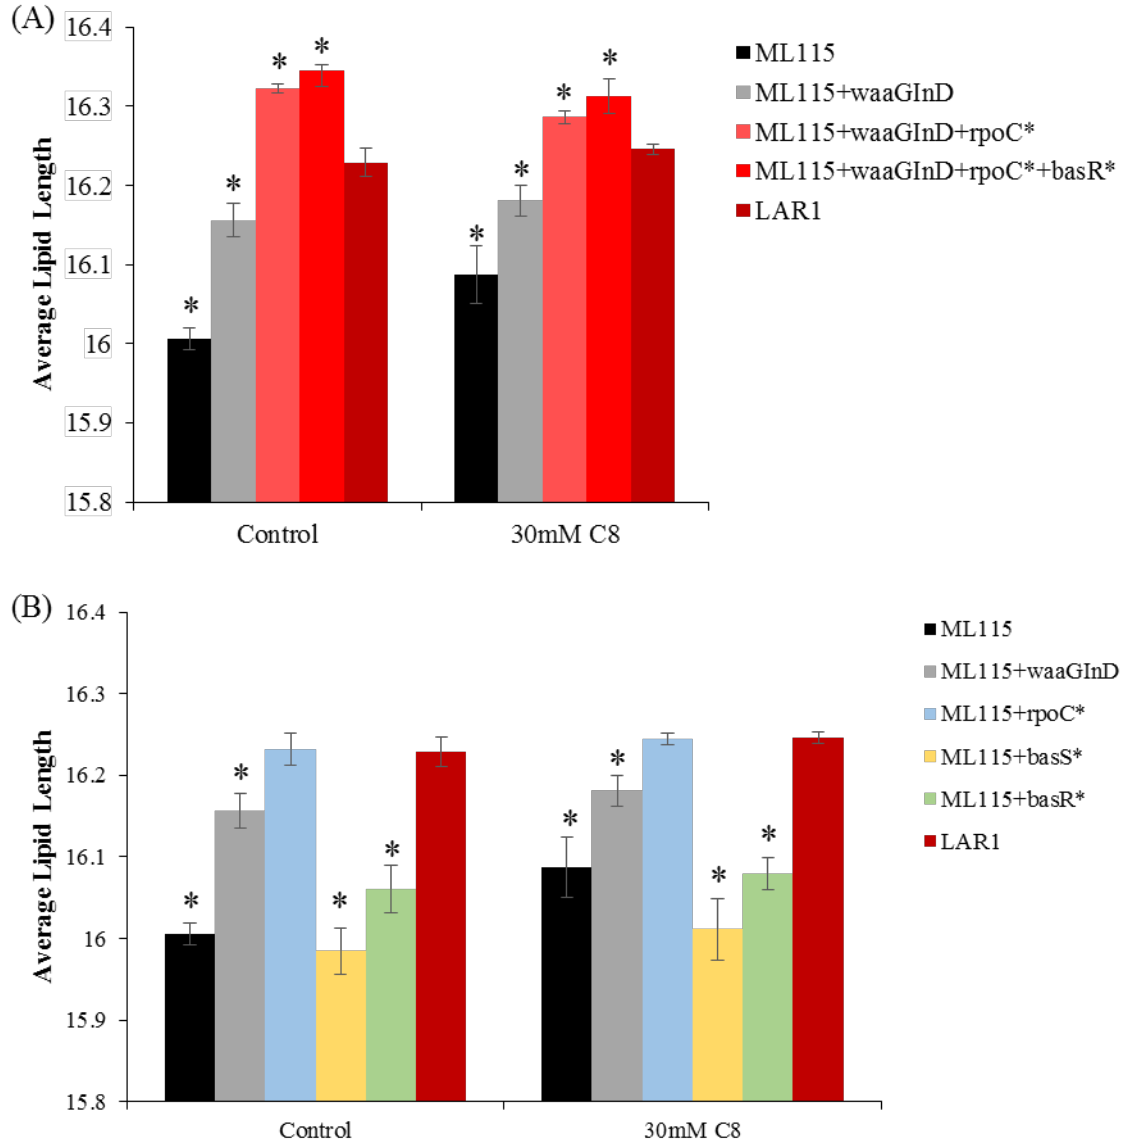 (A)
Average Lipid Length
16.4
16.3
16.2
16.1
16
15.9
15.8
* * * *
* * * *
Control
30mM C8
ML115
ML115+waaGInD
ML115+waaGInD+rpoC*
ML115+waaGInD+rpoC*+basR*
LAR1
(B)
Average Lipid Length
16.4
16.3
16.2
16.1
16
15.9
15.8
* * * *
* * * *
Control
30mM C8
ML115
ML115+waaGInD
ML115+rpoC*
ML115+basS*
ML115+basR*
LAR1